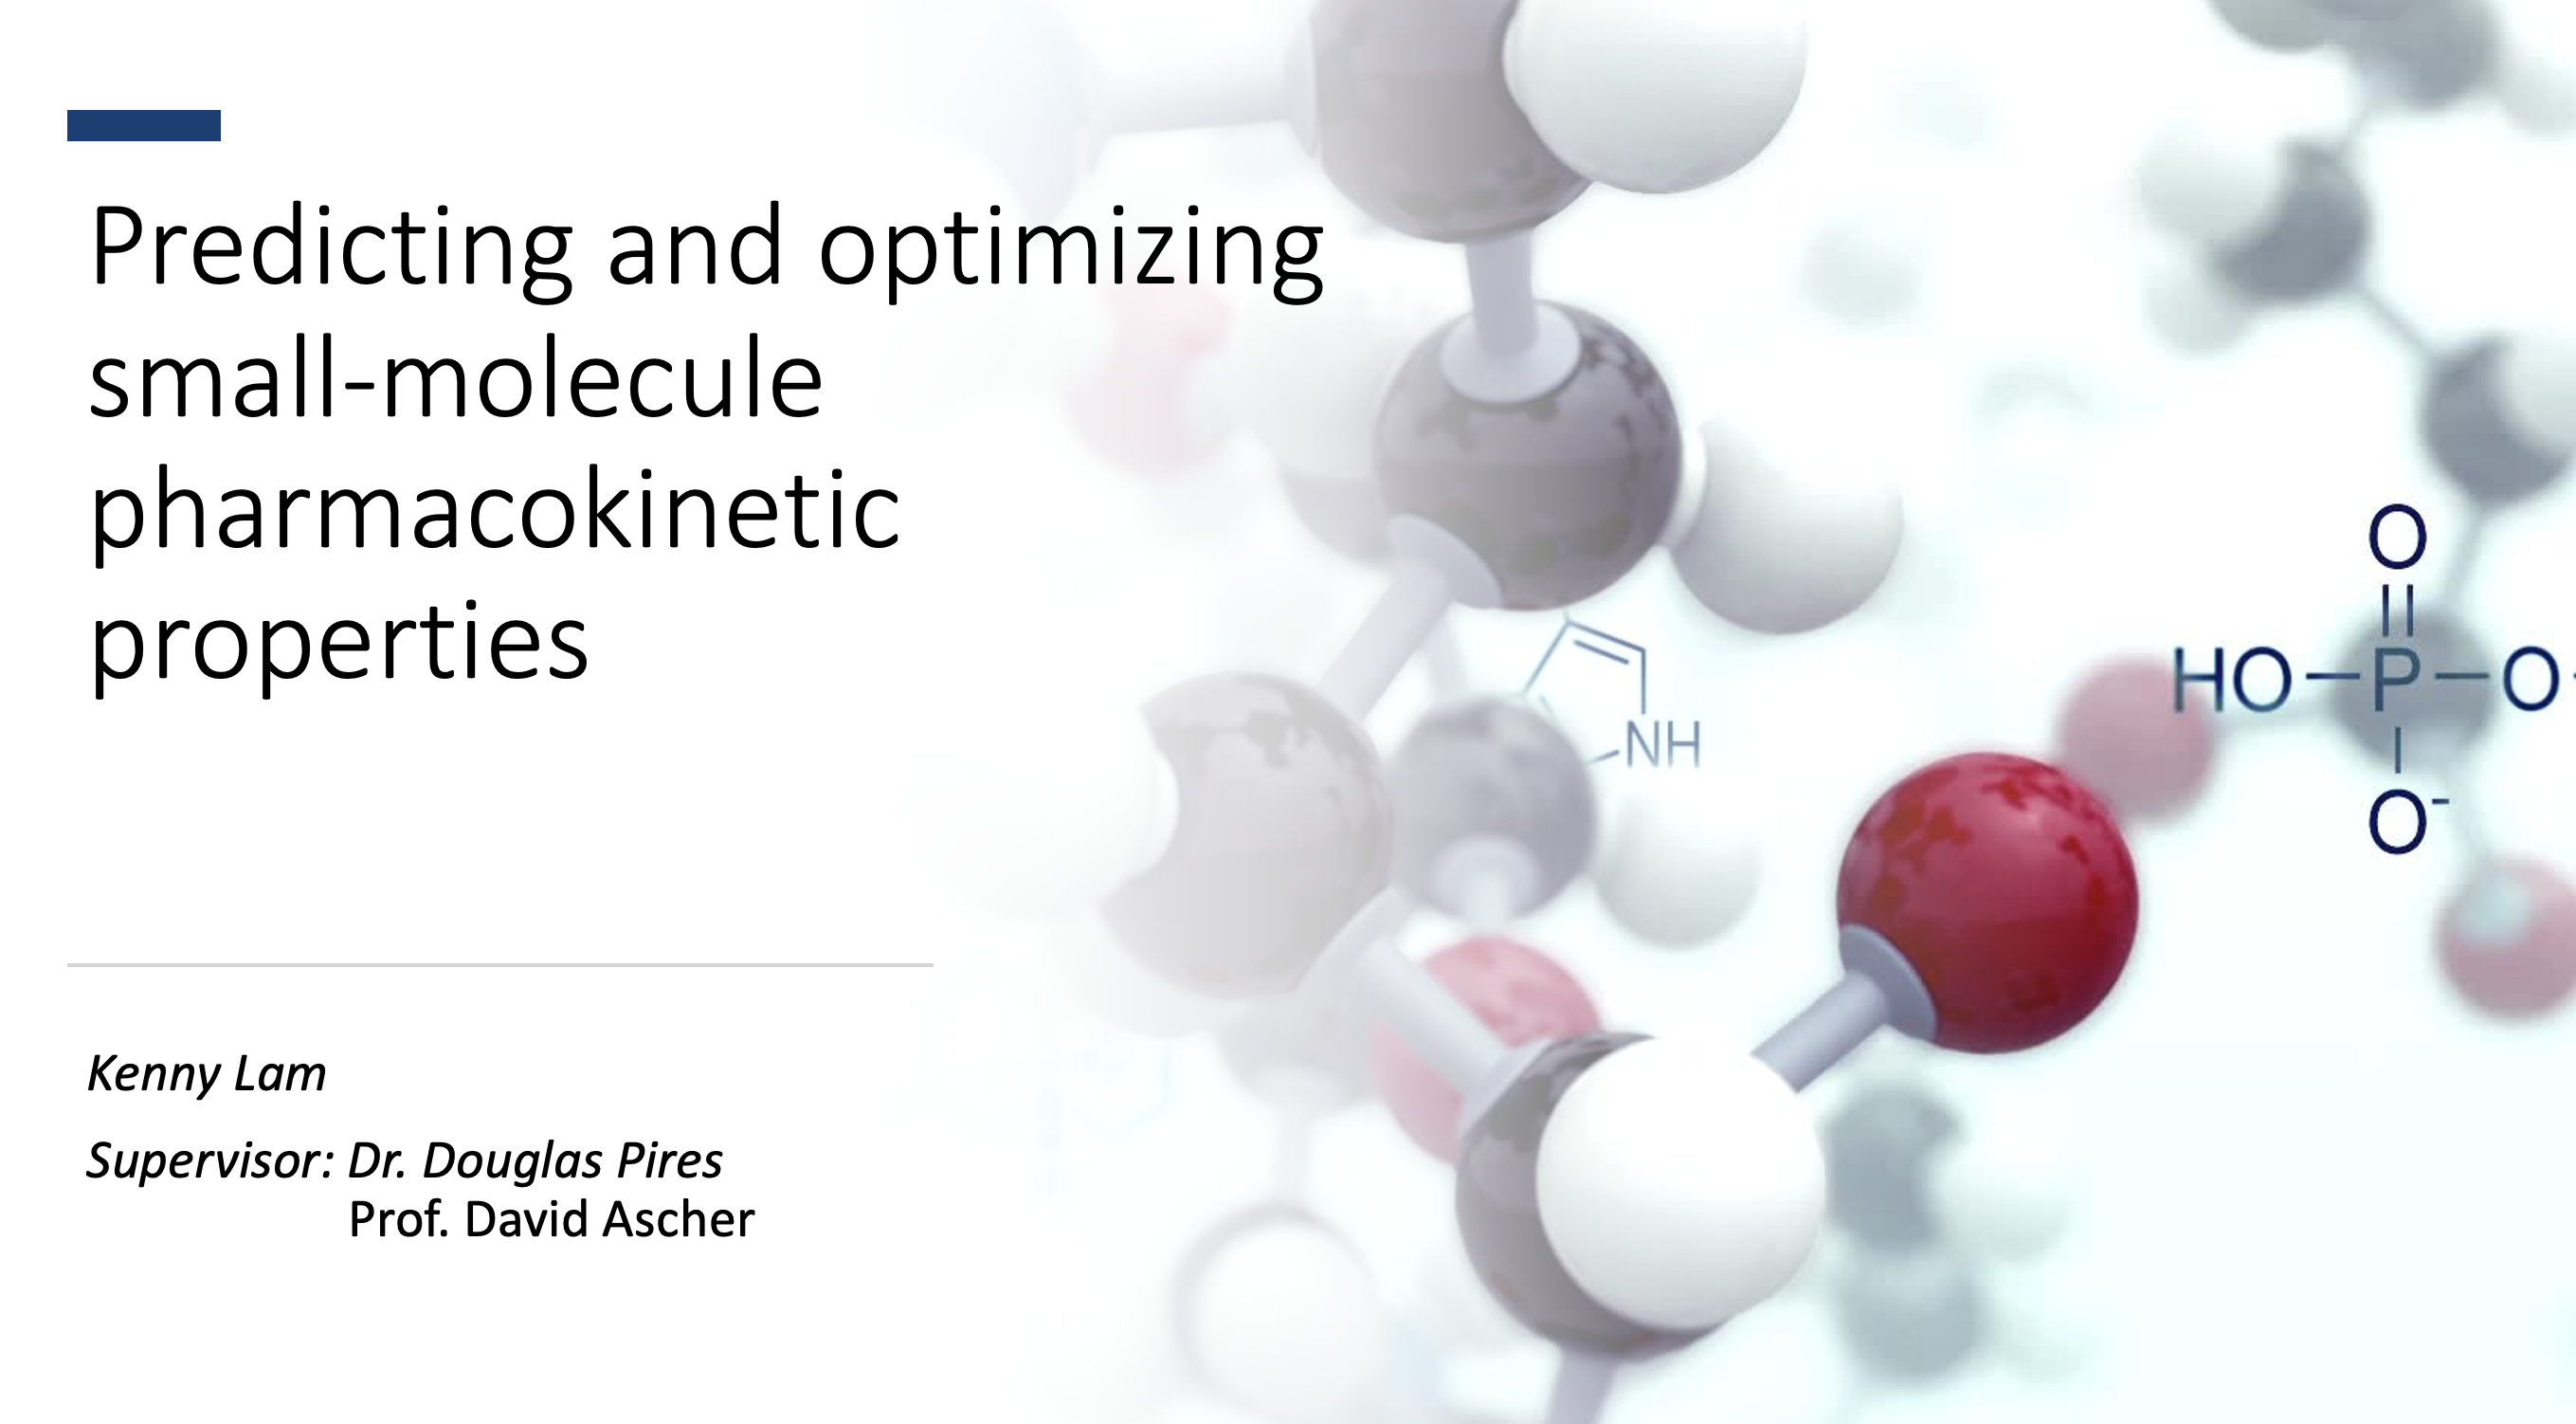 Predicting and optimizing
small-molecule
pharmacokinetic
properties
Kenny Lam
Supervisor: Dr. Douglas Pires
Prof. David Ascher
NH
O
HO-P-O-
O-